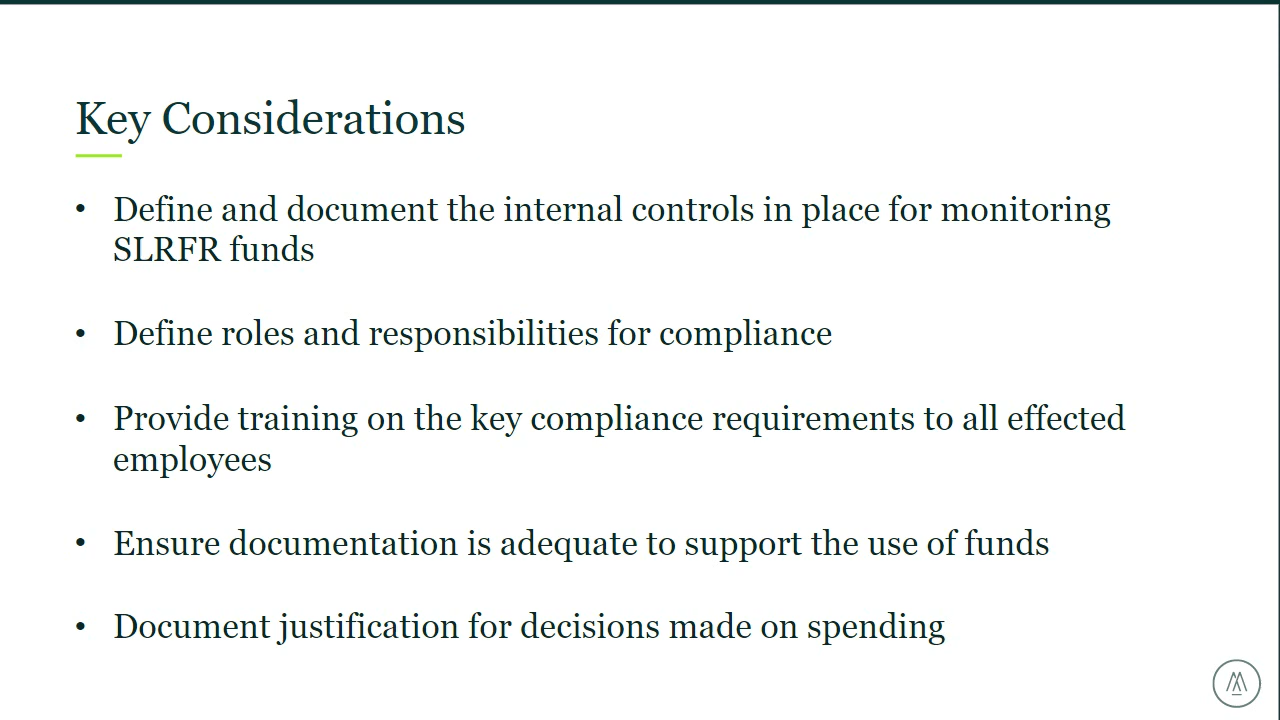 Key Considerations
• Define and document the internal controls in place for monitoring
SLRFR funds
• Define roles and responsibilities for compliance
• Provide training on the key compliance requirements to all effected
employees
• Ensure documentation is adequate to support the use of funds
• Document justification for decisions made on spending